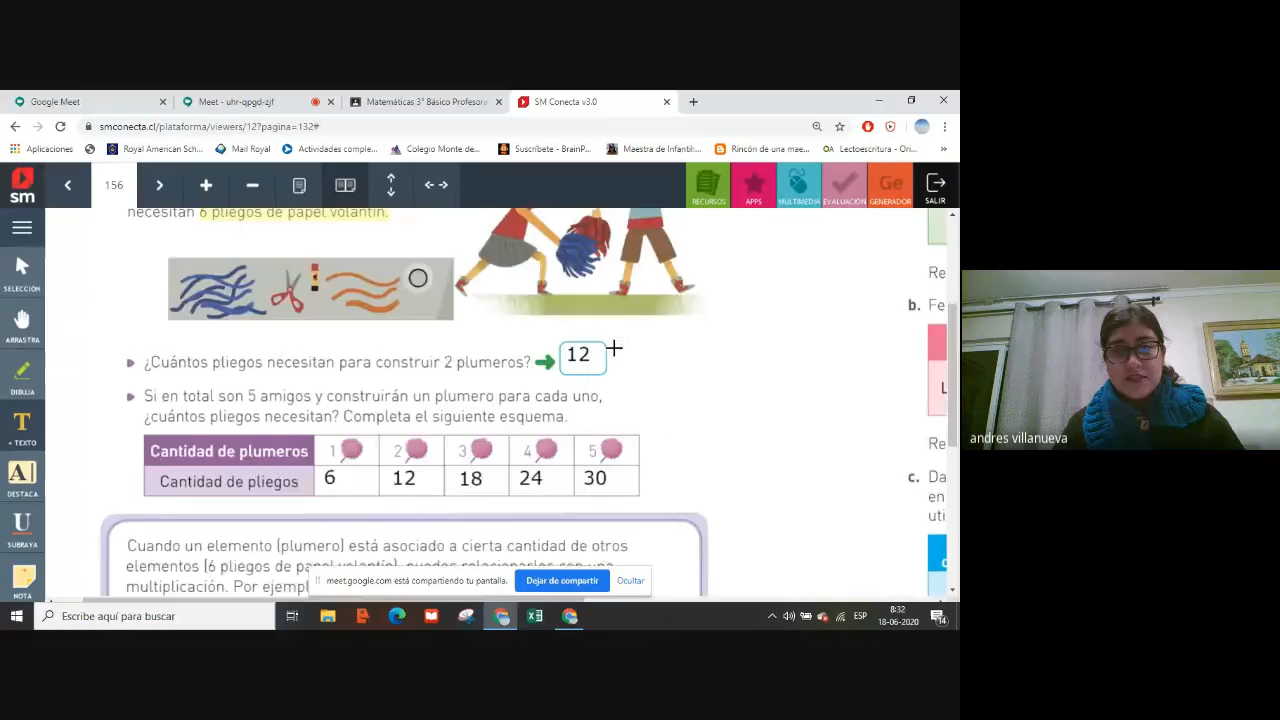 Google Meet
Meet - uhr-qpgd-zjf
Matemáticas 3° Básico Profesora
SM Conecta v3.0
smconecta.cl/plataforma/viewers/12?pagina=132#
Aplicaciones
Royal American Sch...
Mail Royal
Actividades comple...
Colegio Monte de...
Suscríbete - BrainP...
Maestra de Infantil:...
Rincón de una mae...
OA Lectoescritura - Ori...
»
sm
156
RECURSOS
APPS
MULTIMEDIA
EVALUACIÓN
Ge
GENERADOR
SALIR
SELECCIÓN
ARRASTRA
DIBUJA
T
+ TEXTO
A
DESTACA
U
SUBRAYA
NOTA
necesitan 6 pliegos de papel volantín.
¿Cuántos pliegos necesitan para construir 2 plumeros? 12
Si en total son 5 amigos y construirán un plumero para cada uno,
¿cuántos pliegos necesitan? Completa el siguiente esquema.
Cantidad de plumeros 1 2 3 4 5
Cantidad de pliegos 6 12 18 24 30
Cuando un elemento (plumero) está asociado a cierta cantidad de otros
elementos (6 pliegos de papel volantín), puedes relacionarlos con una
multiplicación. Por ejempl
Re
b. Fe
L
Re
c. Da
en
uti
meet.google.com está compartiendo tu pantalla.
Dejar de compartir
Ocultar
andres villanueva
Escribe aquí para buscar
ESP
8:32
18-06-2020
14